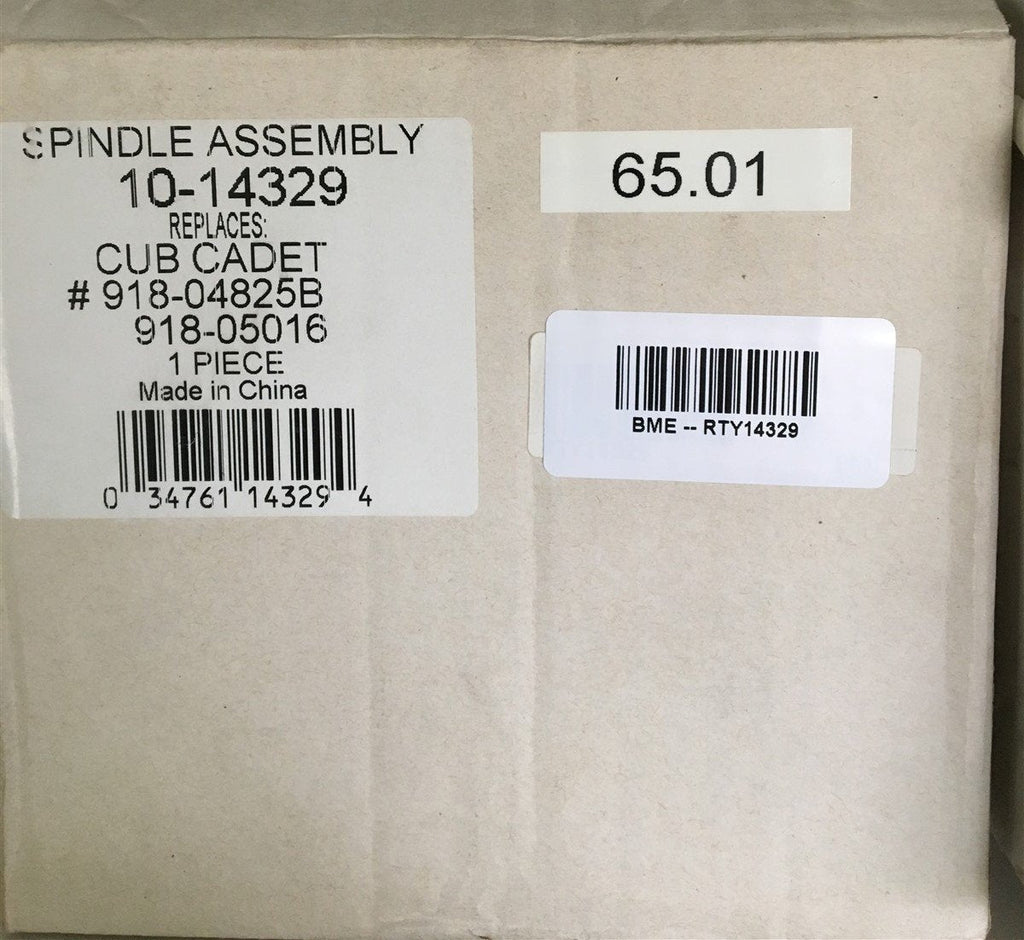 SPINDLE ASSEMBLY
10-14329
REPLACES:
CUB CADET
# 918-04825B
918-05016
1 PIECE
Made in China
0 34761 14329 4
65.01
BME -- RTY14329